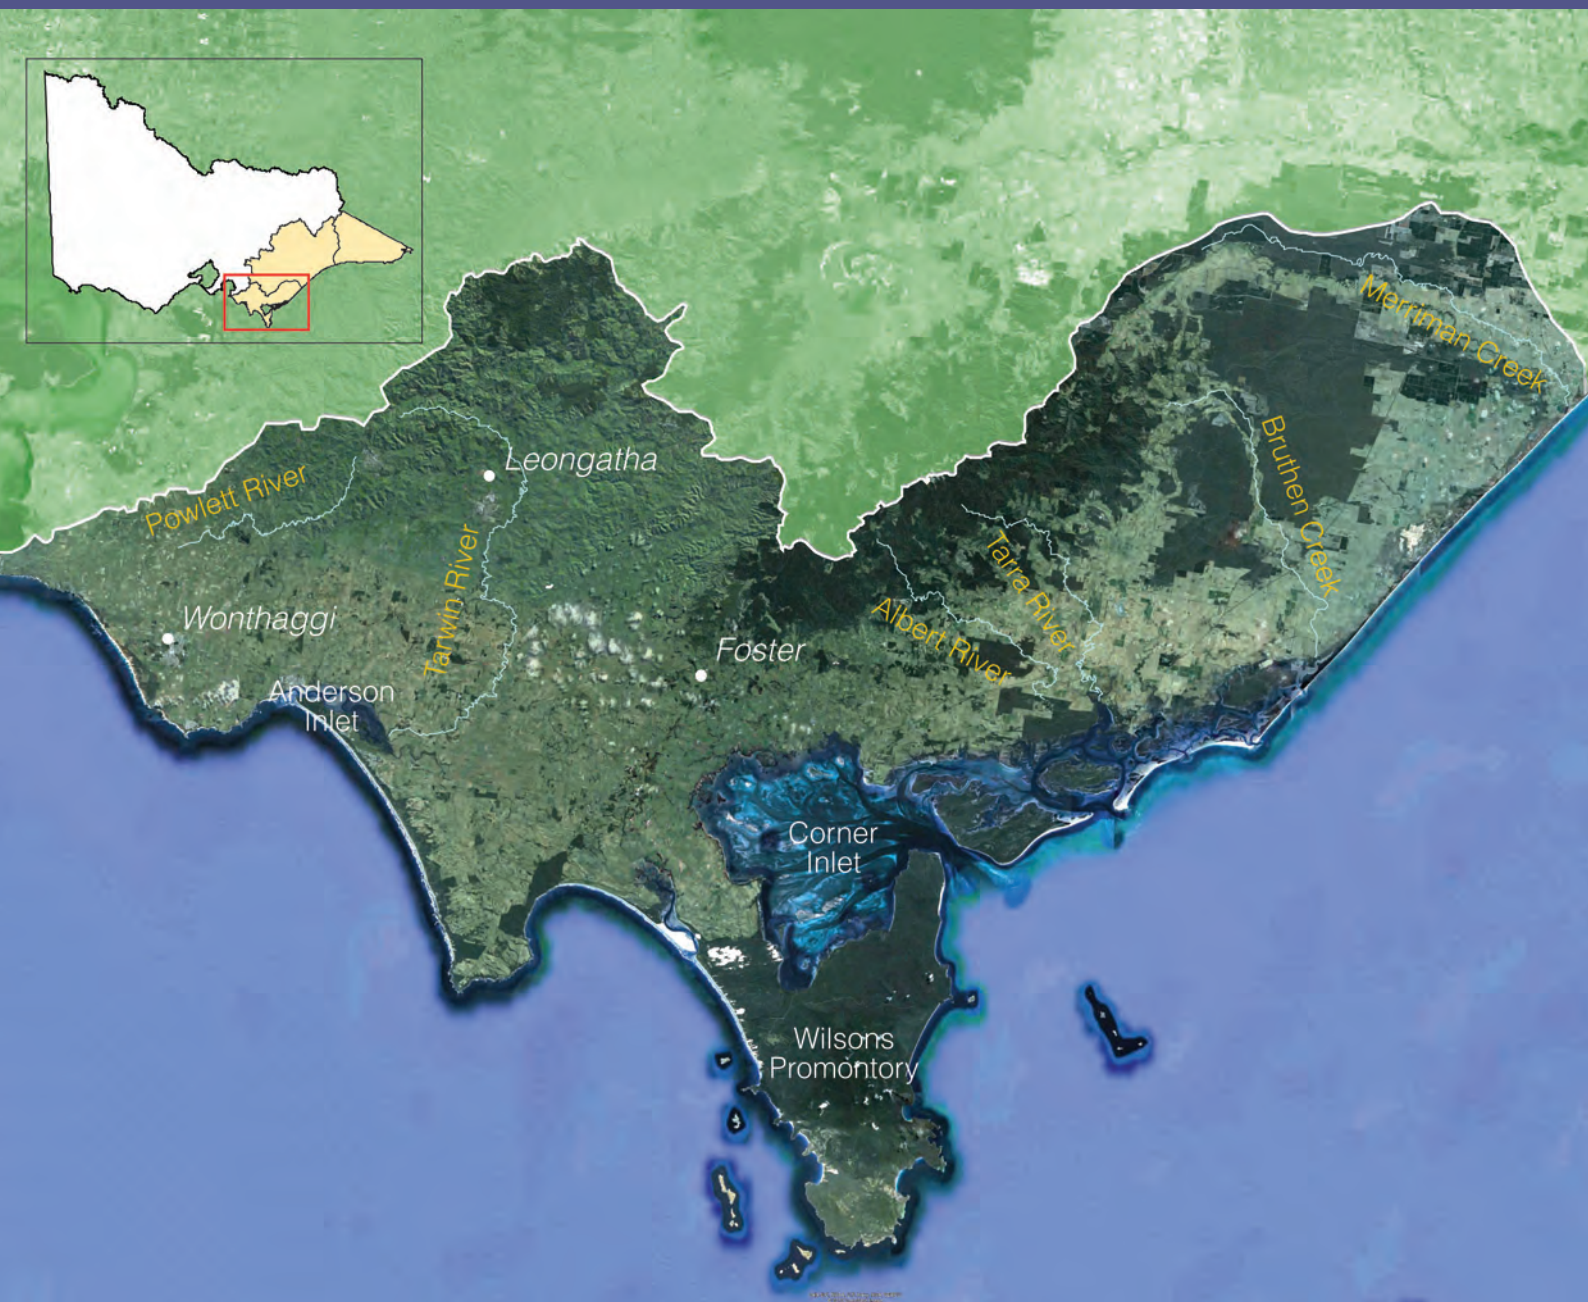 Merriman Creek
Bruthen Creek
Leongatha
Powlett River
Tarwin River
Tarra River
Albert River
Wonthaggi
Foster
Anderson
Inlet
Corner
Inlet
Wilsons
Promontory